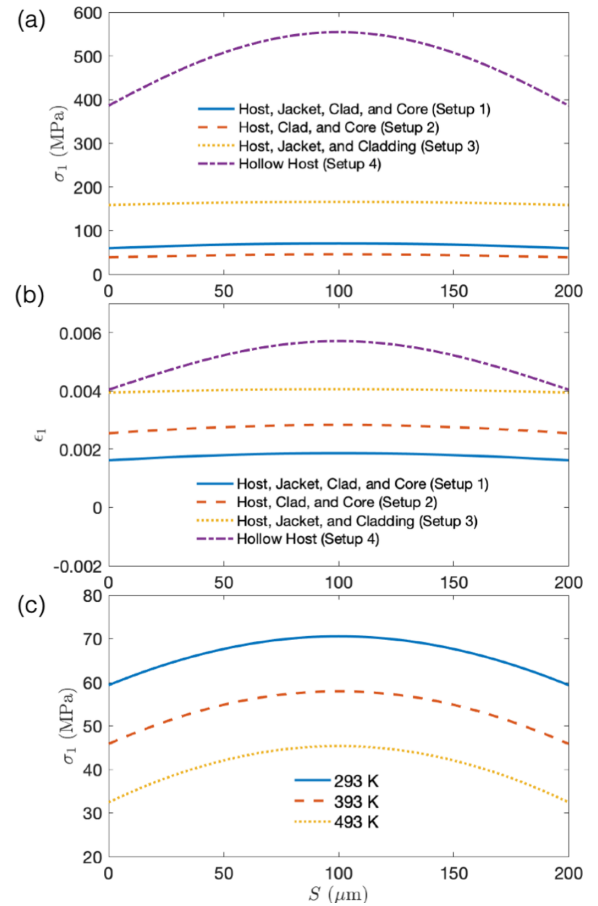 (a)
600
500
400
300
200
100
0
σ₁ (MPa)
Host, Jacket, Clad, and Core (Setup 1)
Host, Clad, and Core (Setup 2)
Host, Jacket, and Cladding (Setup 3)
Hollow Host (Setup 4)
0 50 100 150 200
(b)
0.006
0.004
0.002
0
-0.002
ϵ₁
Host, Jacket, Clad, and Core (Setup 1)
Host, Clad, and Core (Setup 2)
Host, Jacket, and Cladding (Setup 3)
Hollow Host (Setup 4)
0 50 100 150 200
(c)
80
70
60
50
40
30
20
σ₁ (MPa)
293 K
393 K
493 K
0 50 100 150 200
S (μm)